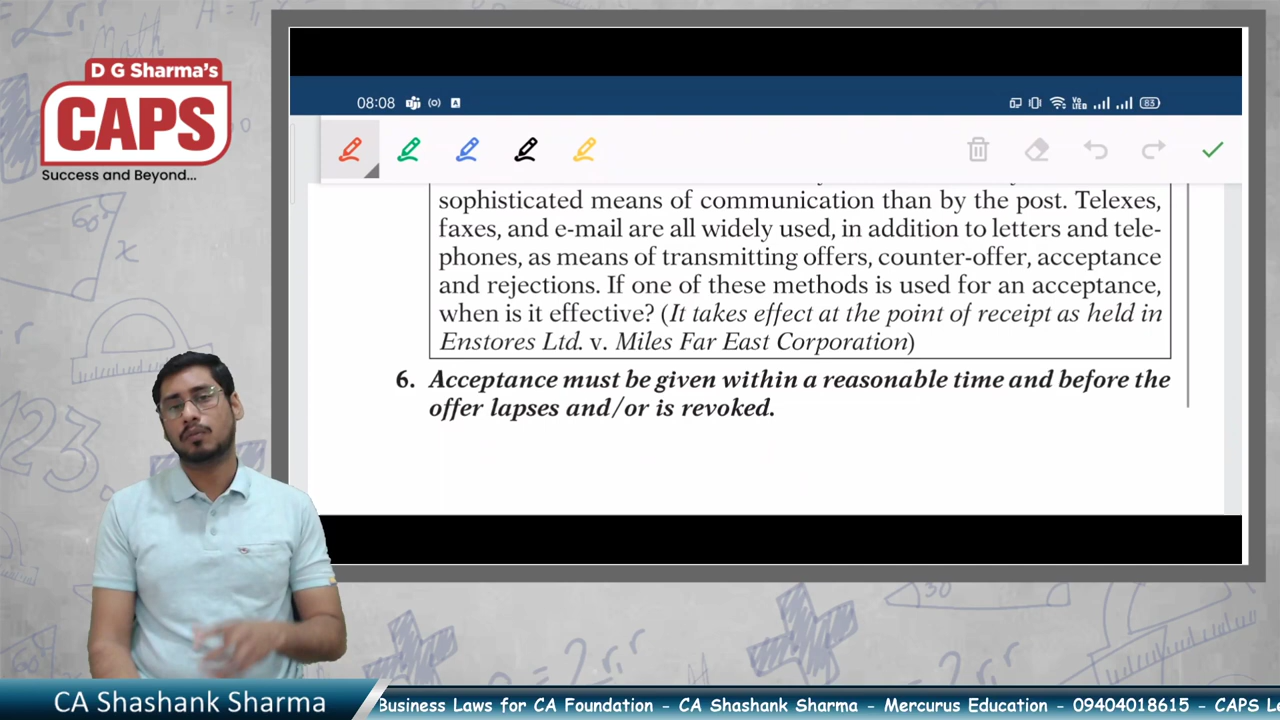 D G Sharma's
CAPS
Success and Beyond...
08:08
83
sophisticated means of communication than by the post. Telexes,
faxes, and e-mail are all widely used, in addition to letters and tele-
phones, as means of transmitting offers, counter-offer, acceptance
and rejections. If one of these methods is used for an acceptance,
when is it effective? (It takes effect at the point of receipt as held in
Enstores Ltd. v. Miles Far East Corporation)
6. Acceptance must be given within a reasonable time and before the
offer lapses and/or is revoked.
CA Shashank Sharma
Business Laws for CA Foundation - CA Shashank Sharma - Mercurus Education - 09404018615 - CAPS